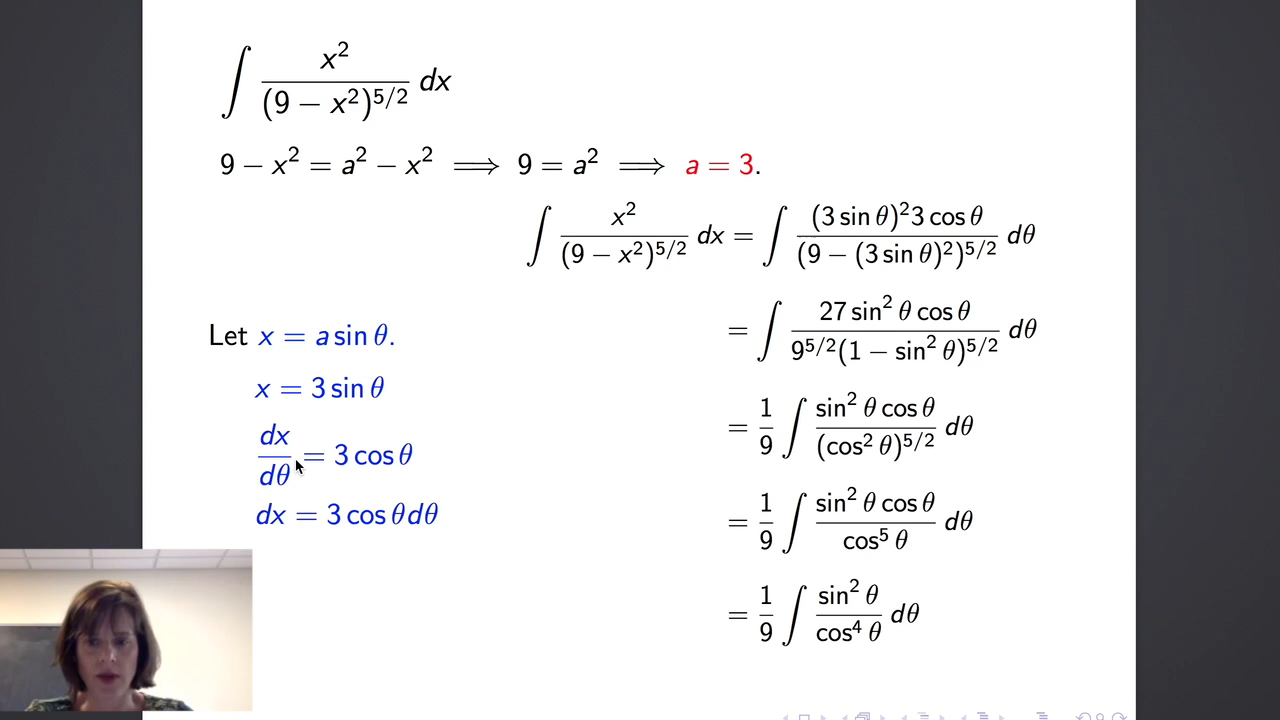 ∫ x²/(9 − x²)^{5/2} dx
9 − x² = a² − x² ⟹ 9 = a² ⟹ a = 3.
∫ x²/(9 − x²)^{5/2} dx = ∫ (3 sin θ)²3 cos θ/(9 − (3 sin θ)²)^{5/2} dθ
= ∫ 27 sin² θ cos θ/9^{5/2}(1 − sin² θ)^{5/2} dθ
Let x = a sin θ.
x = 3 sin θ
dx/dθ = 3 cos θ
dx = 3 cos θdθ
= 1/9 ∫ sin² θ cos θ/(cos² θ)^{5/2} dθ
= 1/9 ∫ sin² θ cos θ/cos⁵ θ dθ
= 1/9 ∫ sin² θ/cos⁴ θ dθ